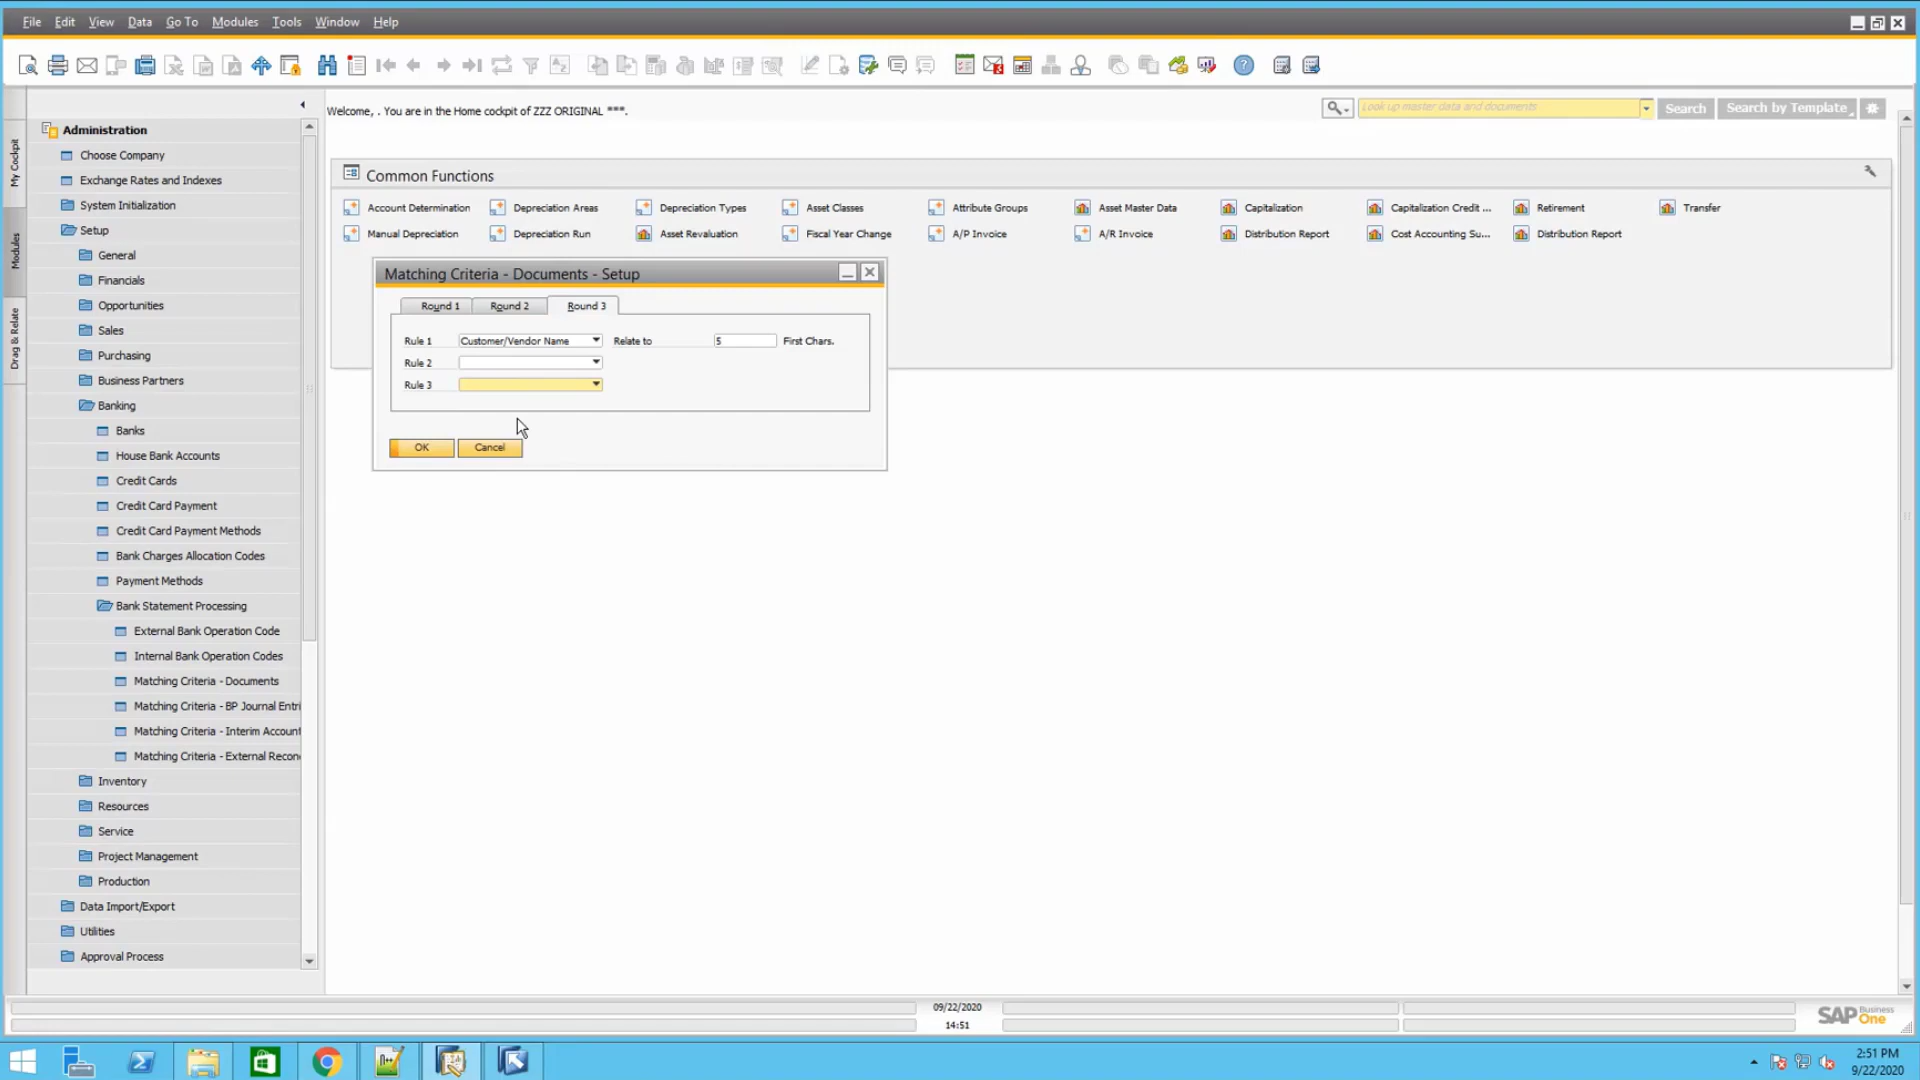 File Edit View Data Go To Modules Tools Window Help
Welcome, . You are in the Home cockpit of ZZZ ORIGINAL ***.
Look up master data and documents
Search
Search by Template
My Cockpit
Modules
Drag & Relate
Administration
Choose Company
Exchange Rates and Indexes
System Initialization
Setup
General
Financials
Opportunities
Sales
Purchasing
Business Partners
Banking
Banks
House Bank Accounts
Credit Cards
Credit Card Payment
Credit Card Payment Methods
Bank Charges Allocation Codes
Payment Methods
Bank Statement Processing
External Bank Operation Code
Internal Bank Operation Codes
Matching Criteria - Documents
Matching Criteria - BP Journal Entri
Matching Criteria - Interim Account
Matching Criteria - External Recon
Inventory
Resources
Service
Project Management
Production
Data Import/Export
Utilities
Approval Process
Common Functions
Account Determination Depreciation Areas Depreciation Types Asset Classes Attribute Groups Asset Master Data Capitalization Capitalization Credit ... Retirement Transfer
Manual Depreciation Depreciation Run Asset Revaluation Fiscal Year Change A/P Invoice A/R Invoice Distribution Report Cost Accounting Su... Distribution Report
Matching Criteria - Documents - Setup
Round 1 Round 2 Round 3
Rule 1 Customer/Vendor Name Relate to 5 First Chars.
Rule 2
Rule 3
OK Cancel
09/22/2020
14:51
SAP Business One
2:51 PM
9/22/2020